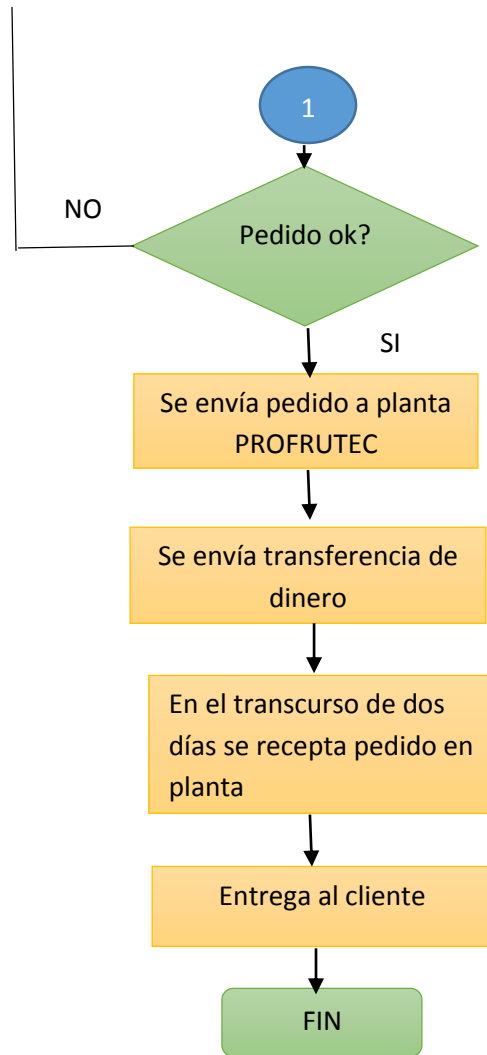 1
NO
Pedido ok?
SI
Se envía pedido a planta
PROFRUTEC
Se envía transferencia de
dinero
En el transcurso de dos
días se recepta pedido en
planta
Entrega al cliente
FIN